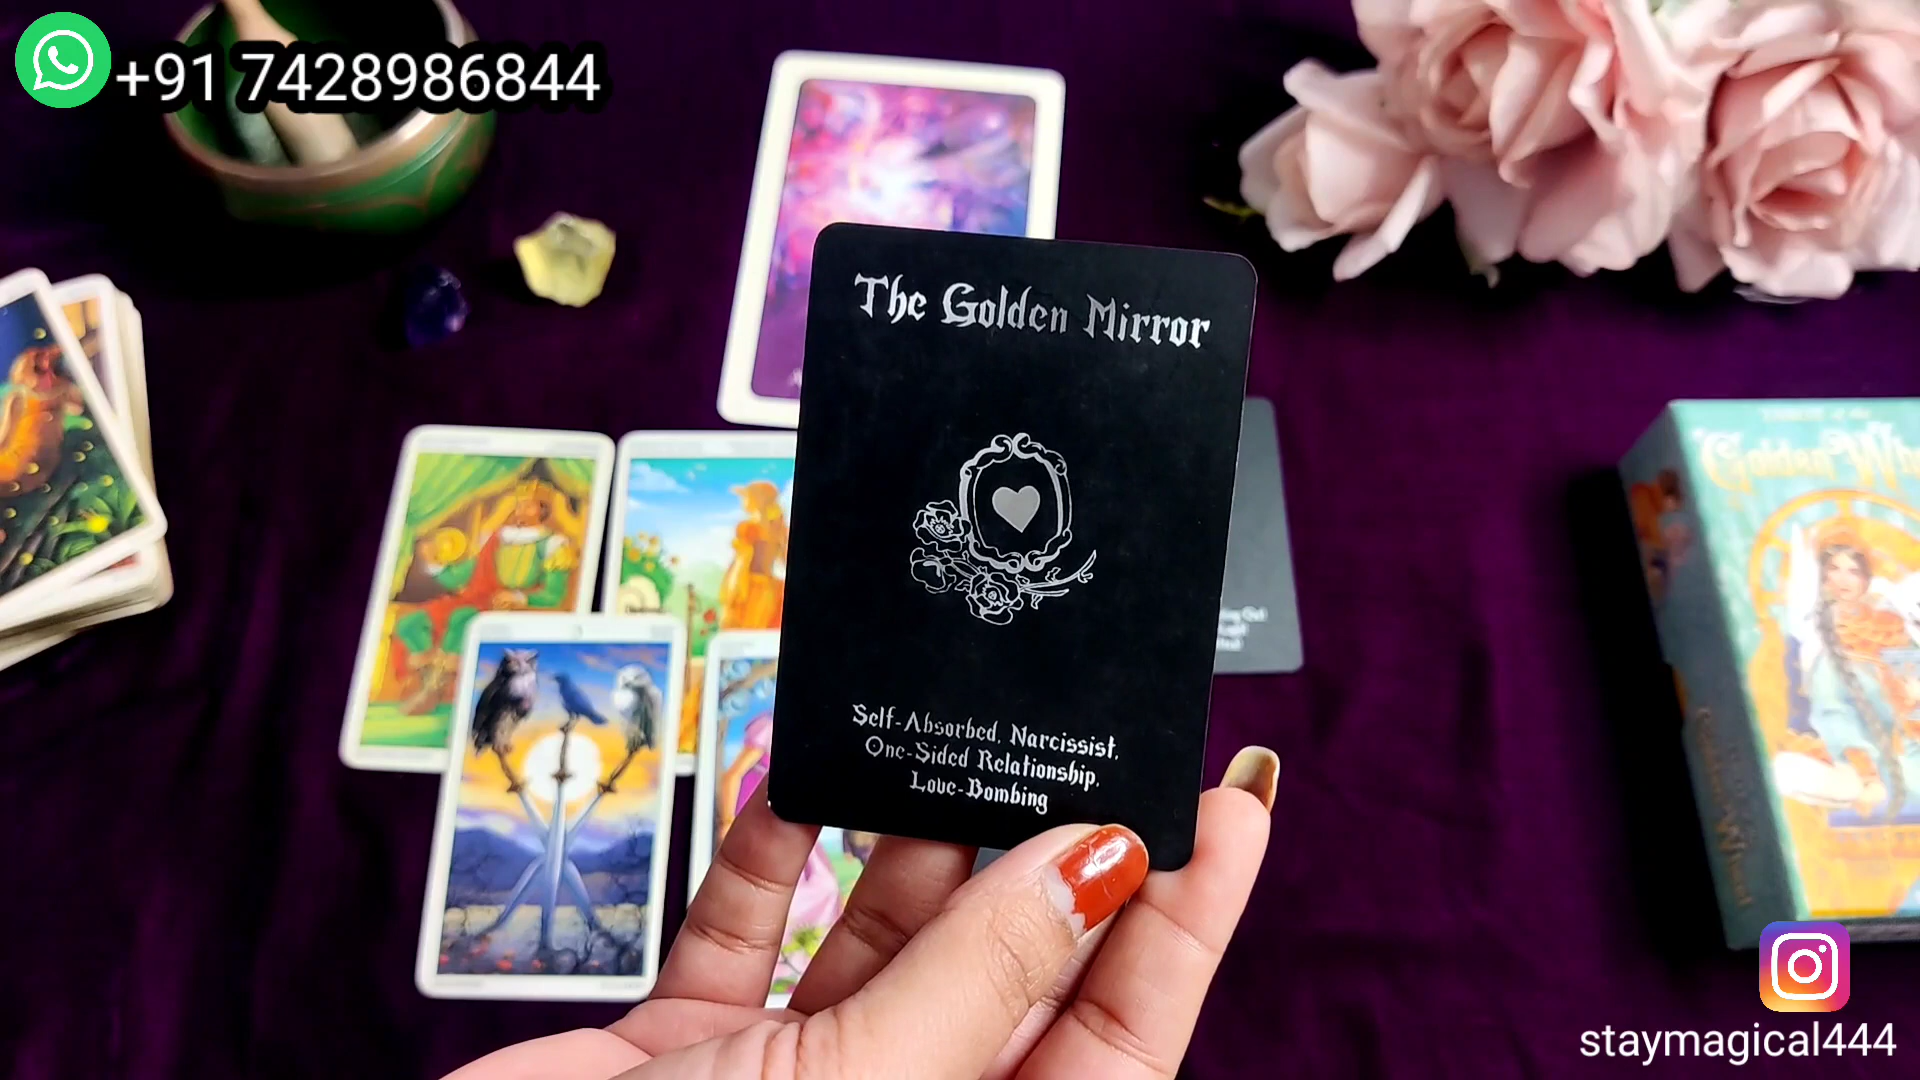 +91 7428986844
The Golden Mirror
Self-Absorbed, Narcissist,
One-Sided Relationship,
Love-Bombing
staymagical444